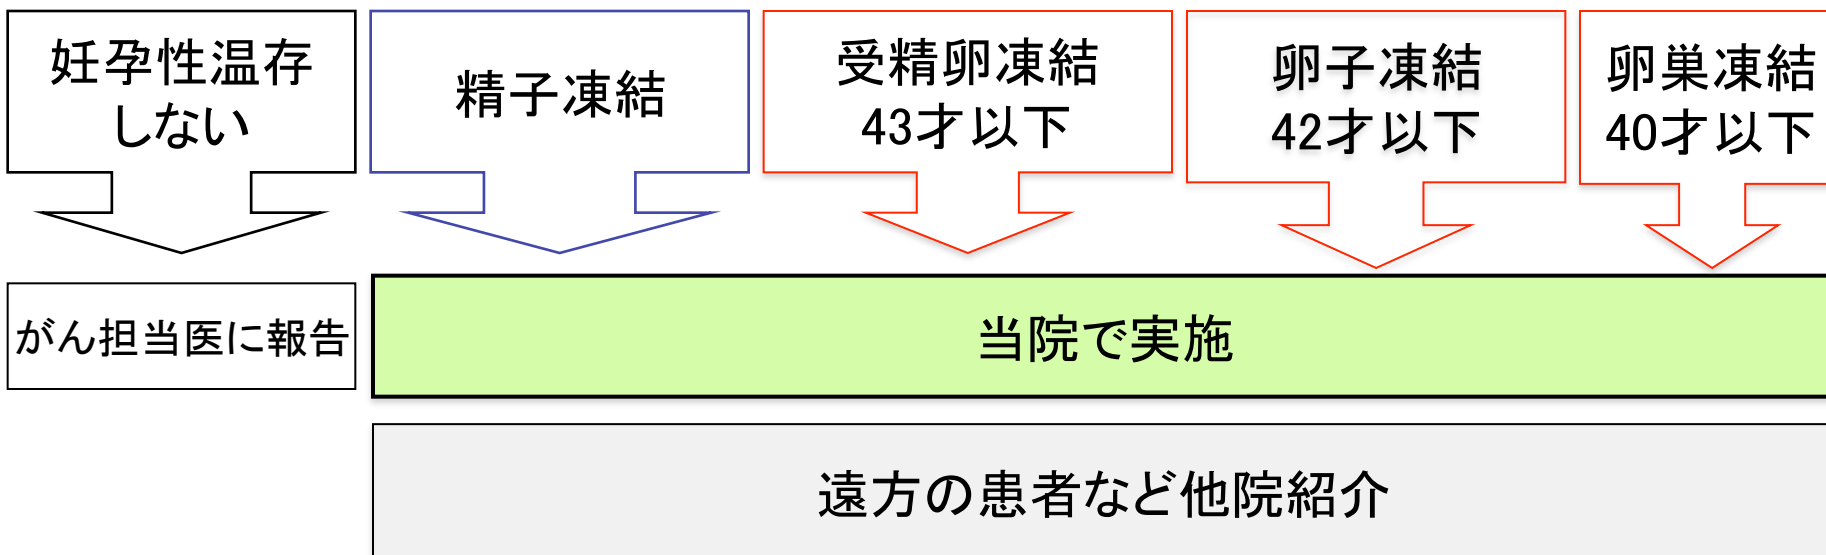 妊孕性温存
しない
精子凍結
受精卵凍結
43才以下
卵子凍結
42才以下
卵巣凍結
40才以下
がん担当医に報告
当院で実施
遠方の患者など他院紹介